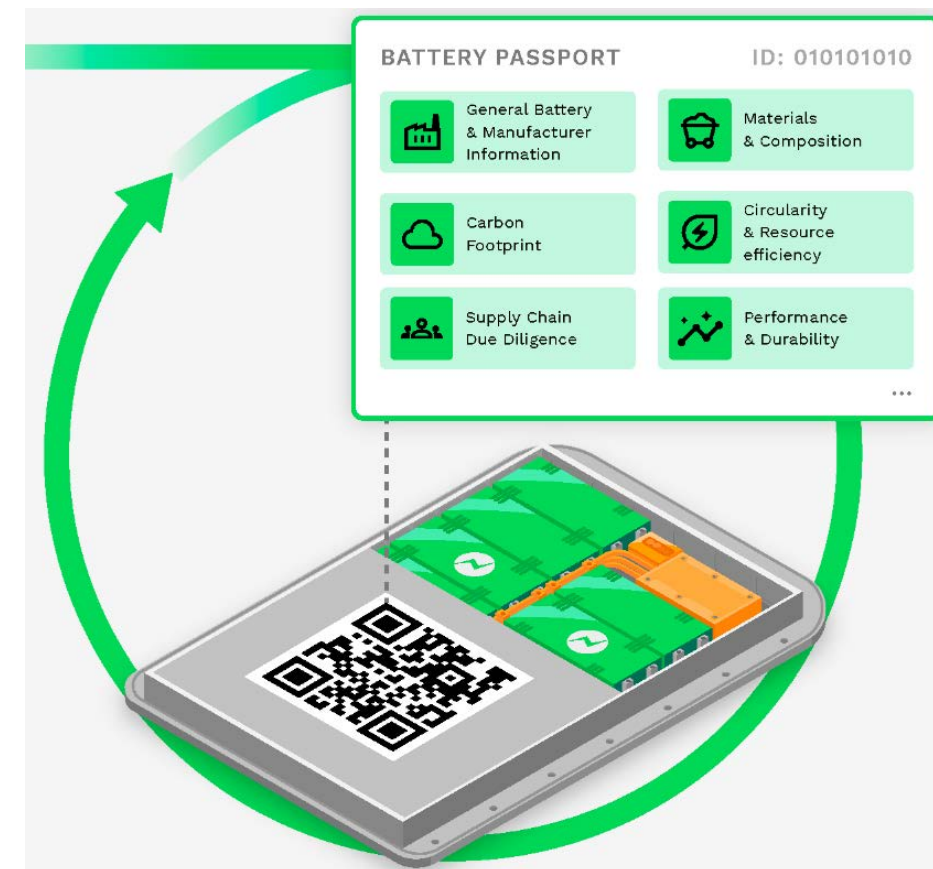 BATTERY PASSPORT
ID: 010101010
General Battery
& Manufacturer
Information
Materials
& Composition
Carbon
Footprint
Circularity
& Resource
efficiency
Supply Chain
Due Diligence
Performance
& Durability
...